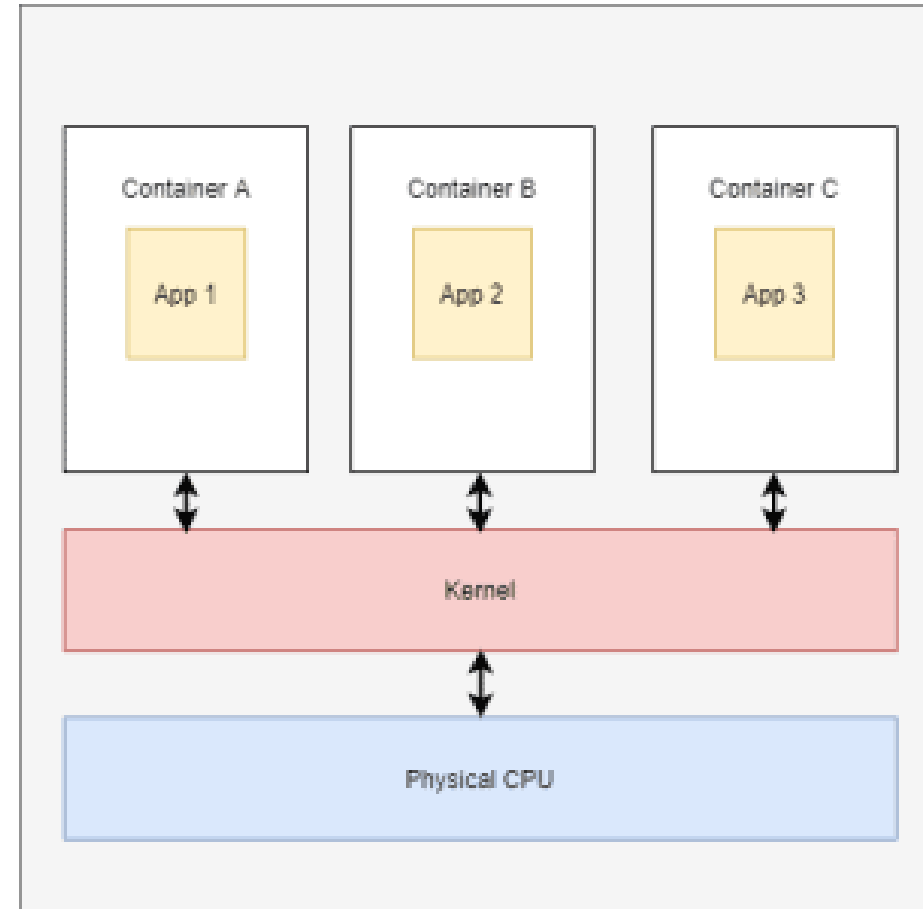 Container A
Container B
Container C
App 1
App 2
App 3
Kernel
Physical CPU